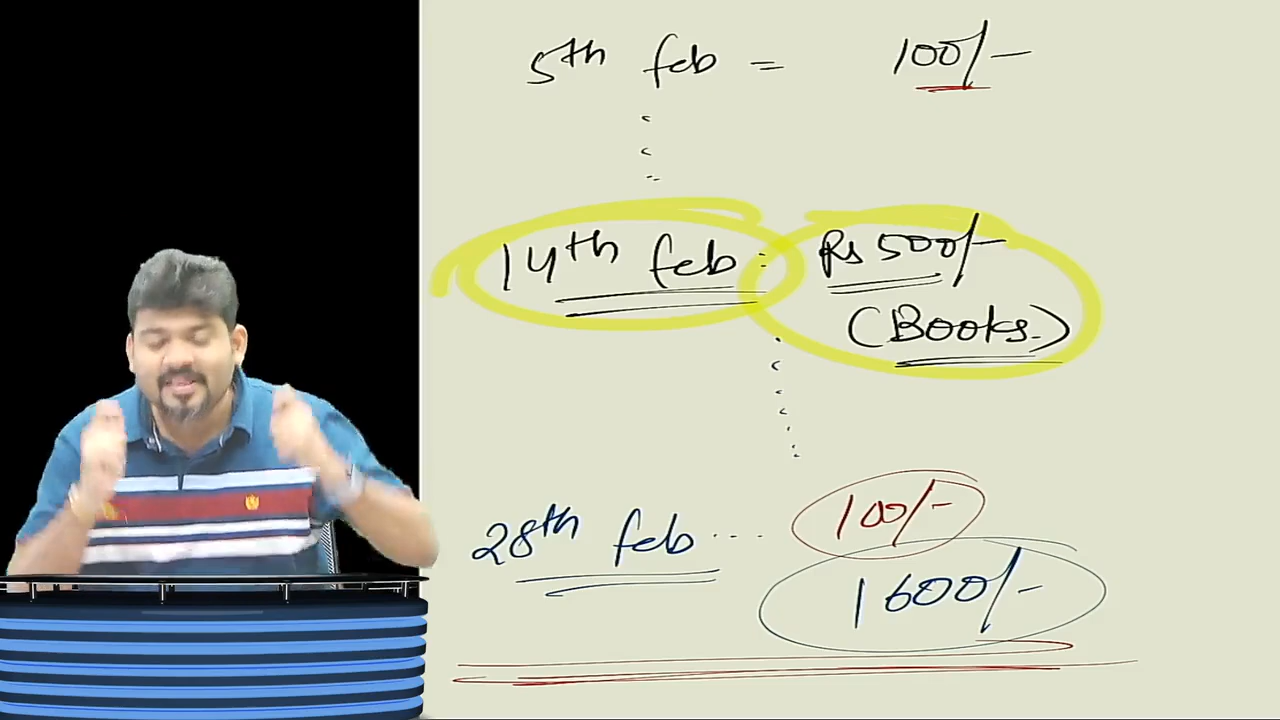 5th feb = 100/-
14th feb : Rs 500/-
(Books.)
28th feb .... 100/-
1600/-